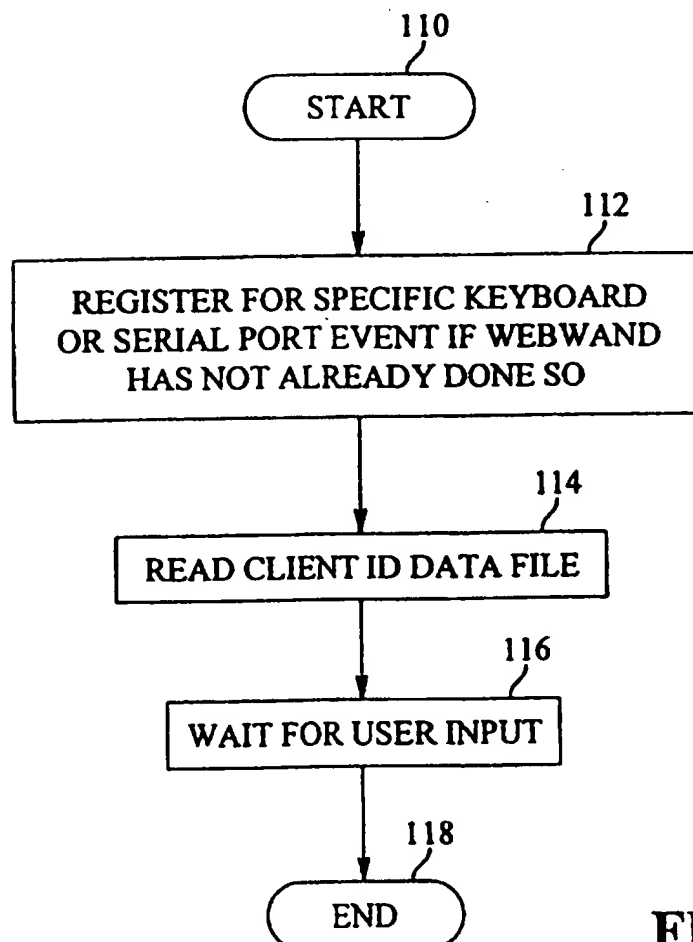 110
START
112
REGISTER FOR SPECIFIC KEYBOARD
OR SERIAL PORT EVENT IF WEBWAND
HAS NOT ALREADY DONE SO
114
READ CLIENT ID DATA FILE
116
WAIT FOR USER INPUT
118
END